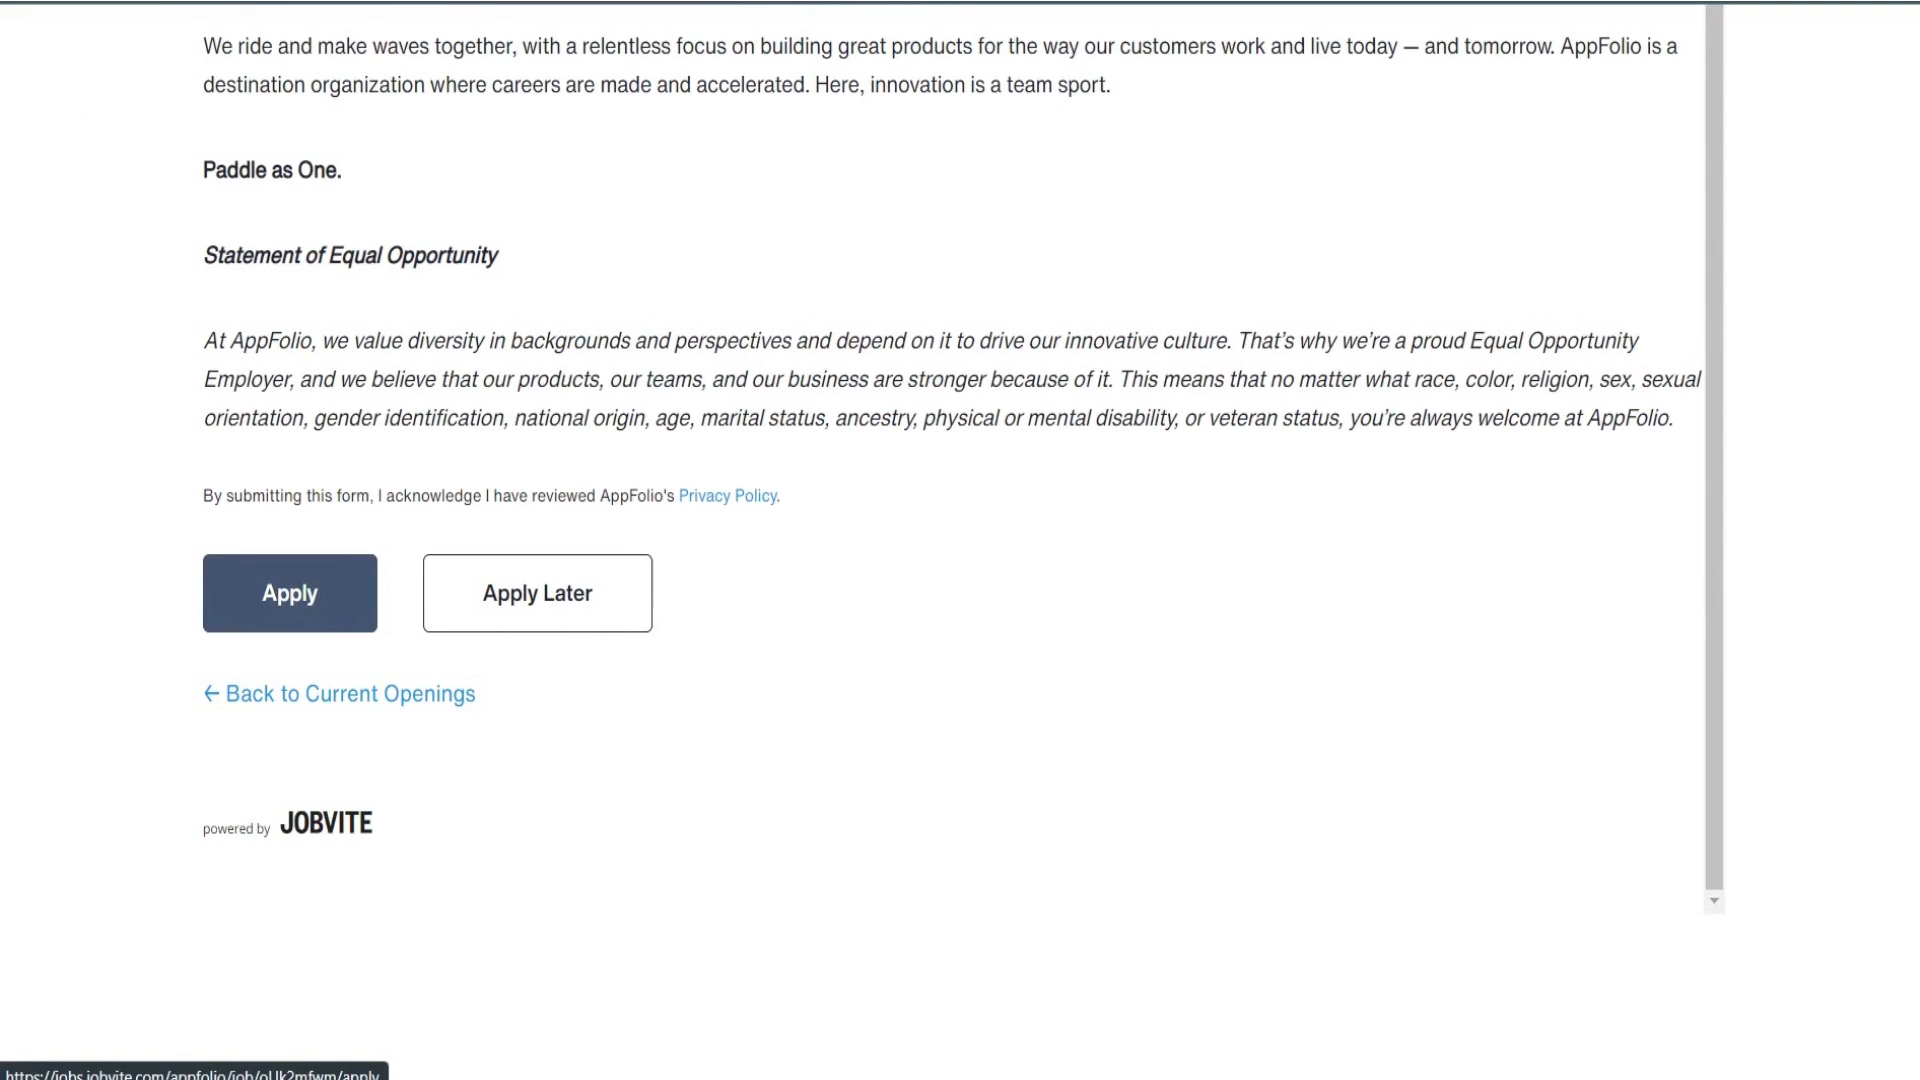 We ride and make waves together, with a relentless focus on building great products for the way our customers work and live today — and tomorrow. AppFolio is a
destination organization where careers are made and accelerated. Here, innovation is a team sport.
Paddle as One.
Statement of Equal Opportunity
At AppFolio, we value diversity in backgrounds and perspectives and depend on it to drive our innovative culture. That’s why we’re a proud Equal Opportunity
Employer, and we believe that our products, our teams, and our business are stronger because of it. This means that no matter what race, color, religion, sex, sexual
orientation, gender identification, national origin, age, marital status, ancestry, physical or mental disability, or veteran status, you’re always welcome at AppFolio.
By submitting this form, I acknowledge I have reviewed AppFolio's Privacy Policy.
Apply
Apply Later
← Back to Current Openings
powered by JOBVITE